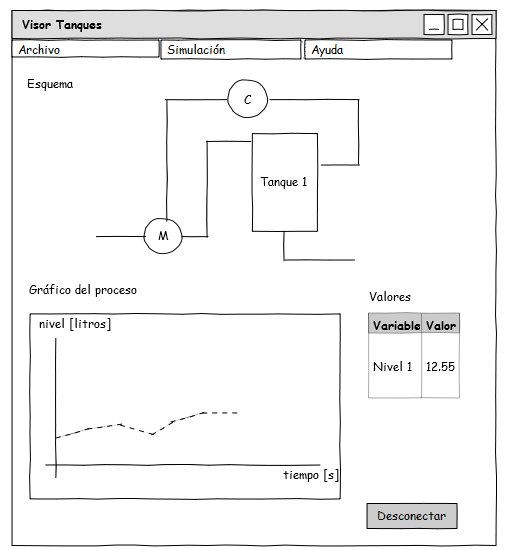 Visor Tanques
Archivo
Simulación
Ayuda
Esquema
C
Tanque 1
M
Gráfico del proceso
nivel [litros]
tiempo [s]
Valores
Variable Valor
Nivel 1 12.55
Desconectar